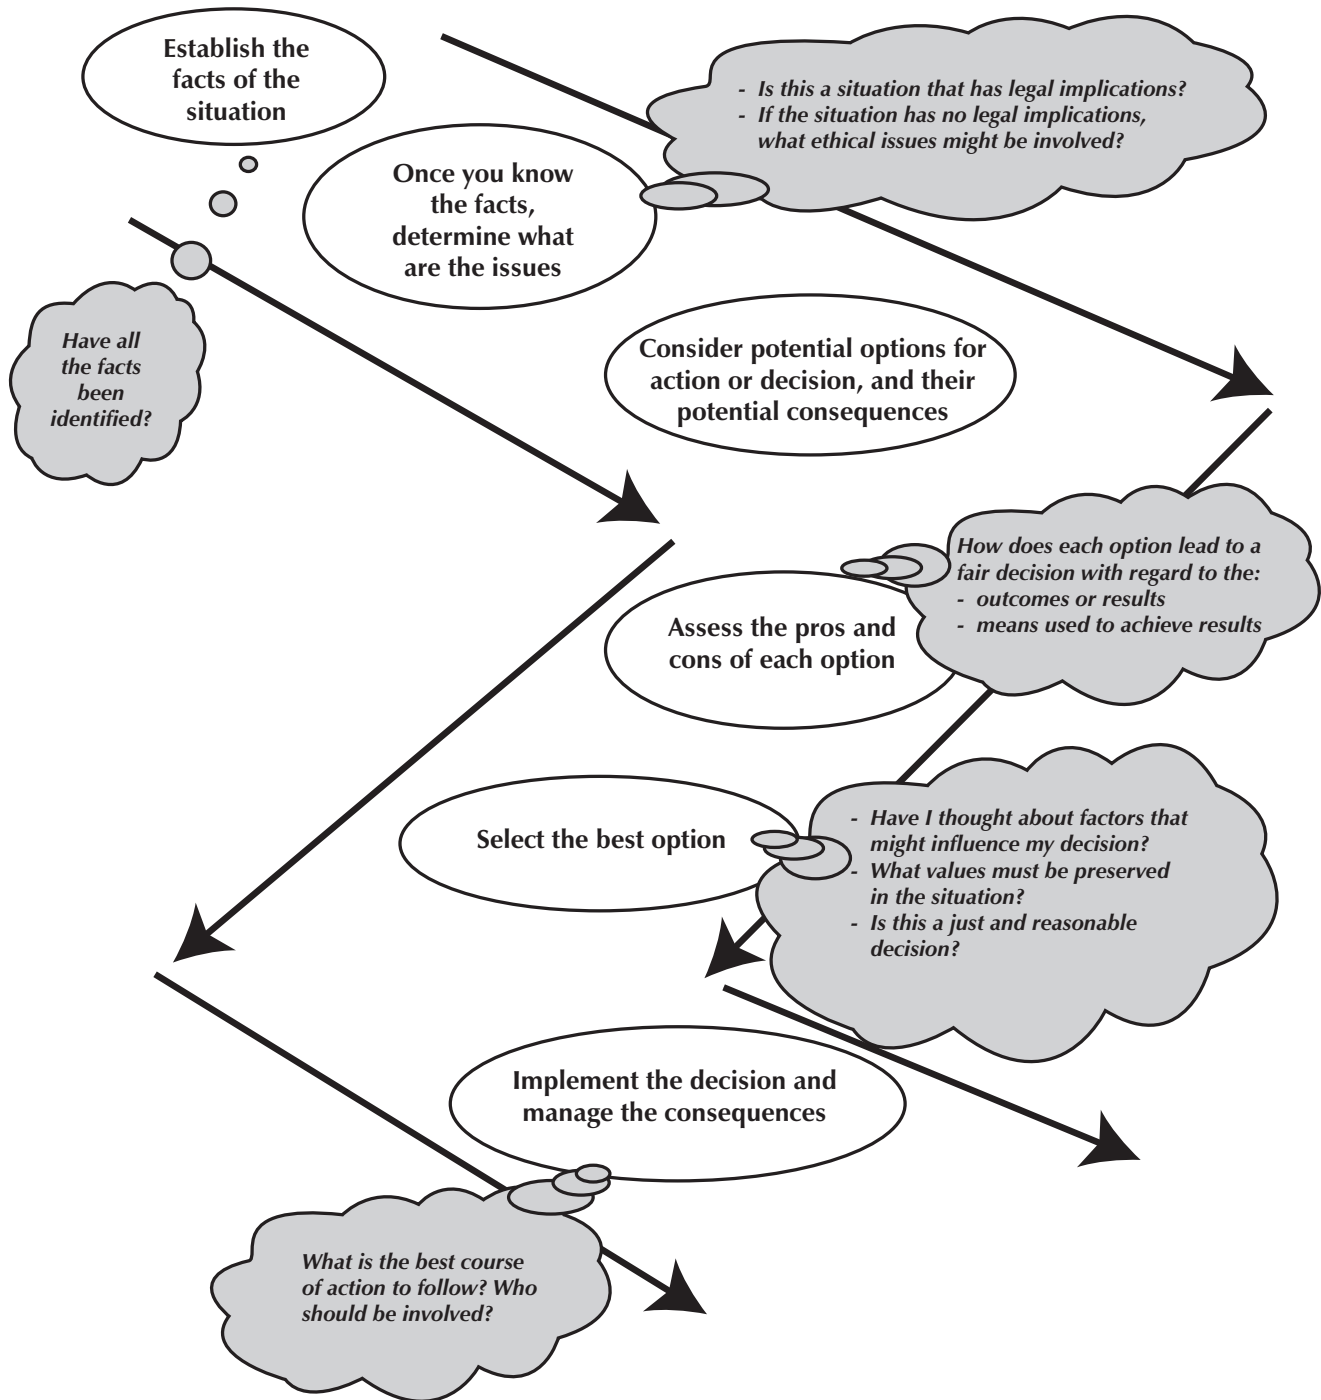 Establish the
facts of the
situation
- Is this a situation that has legal implications?
- If the situation has no legal implications,
what ethical issues might be involved?
Once you know
the facts,
determine what
are the issues
Have all
the facts
been
identified?
Consider potential options for
action or decision, and their
potential consequences
How does each option lead to a
fair decision with regard to the:
- outcomes or results
- means used to achieve results
Assess the pros and
cons of each option
Select the best option
- Have I thought about factors that
might influence my decision?
- What values must be preserved
in the situation?
- Is this a just and reasonable
decision?
Implement the decision and
manage the consequences
What is the best course
of action to follow? Who
should be involved?